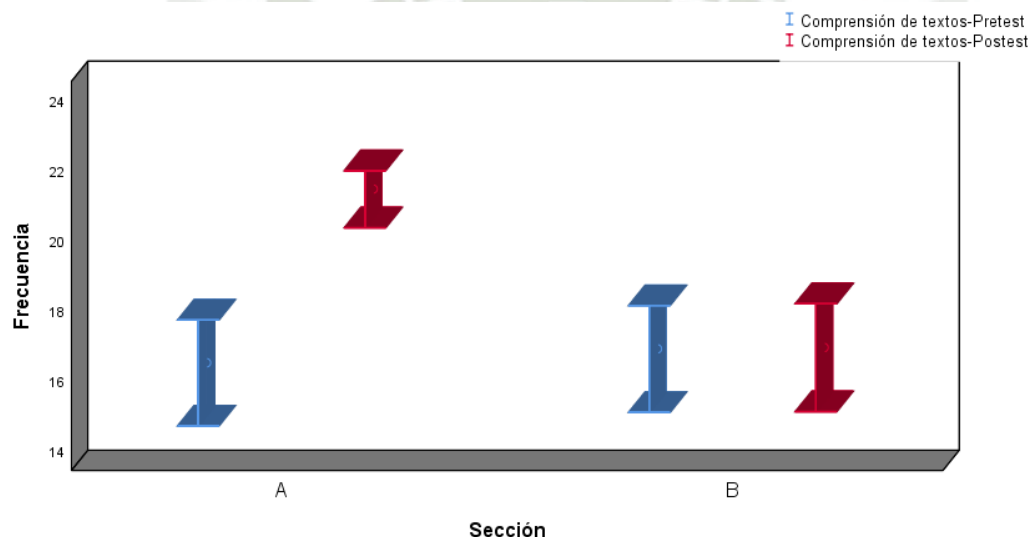 Comprensión de textos-Pretest
Comprensión de textos-Postest
24
22
20
18
16
14
Frecuencia
A
B
Sección